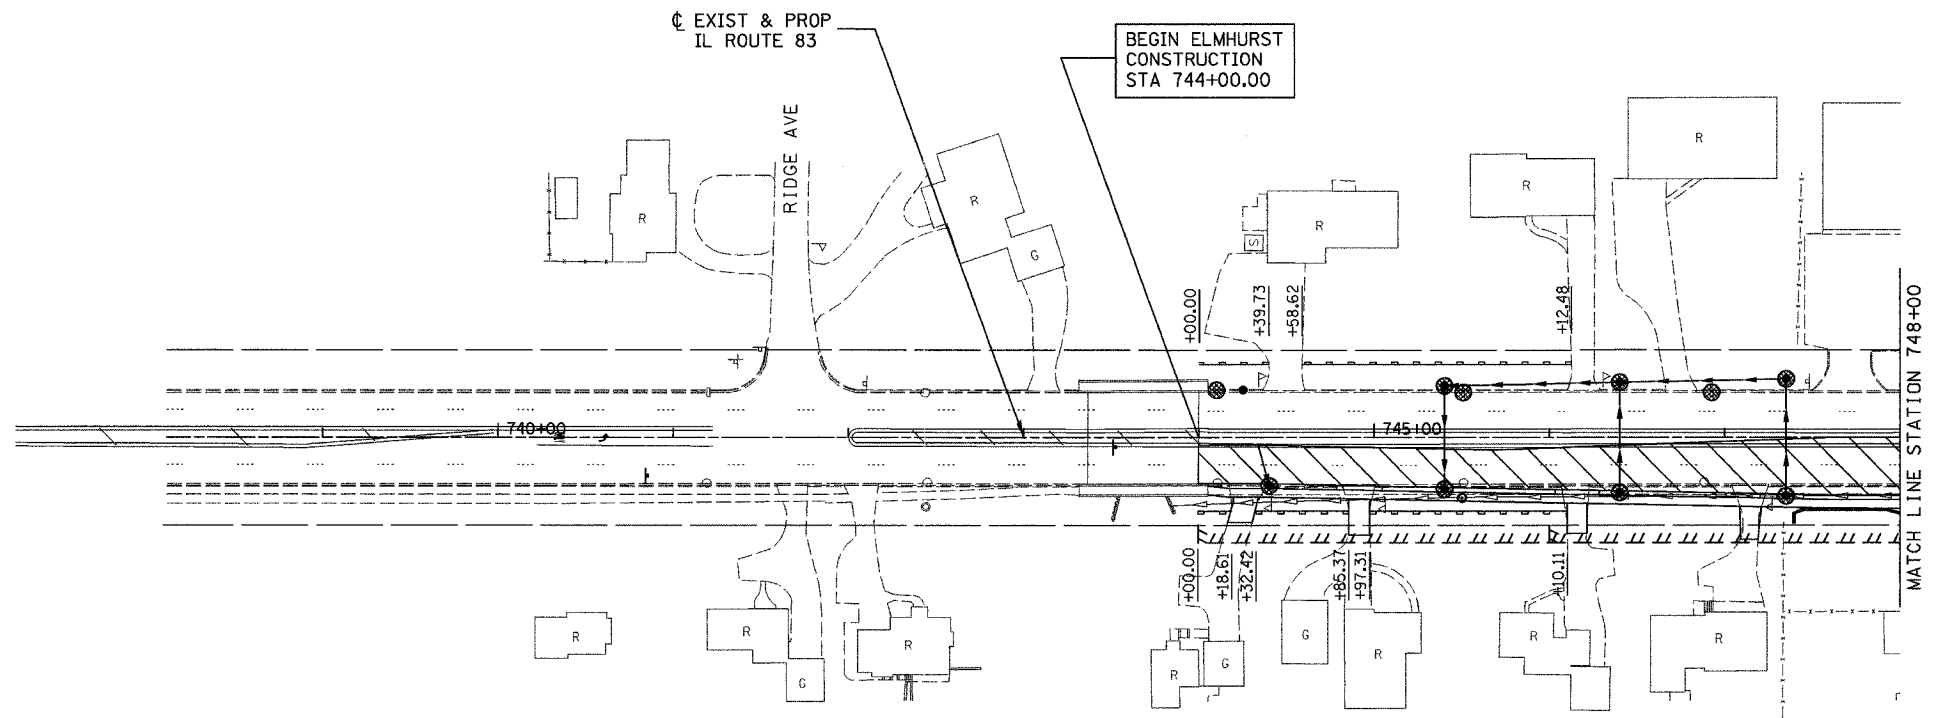 ℄ EXIST & PROP
IL ROUTE 83
BEGIN ELMHURST
CONSTRUCTION
STA 744+00.00
RIDGE AVE
R
R
G
S
R
R
R
+00.00
+39.73
+58.62
+12.48
MATCH LINE STATION 748+00
740+00
745+00
+00.00
+18.61
+32.42
+85.37
+97.31
+10.11
R
R
G
R
R
G
G
R
R
R